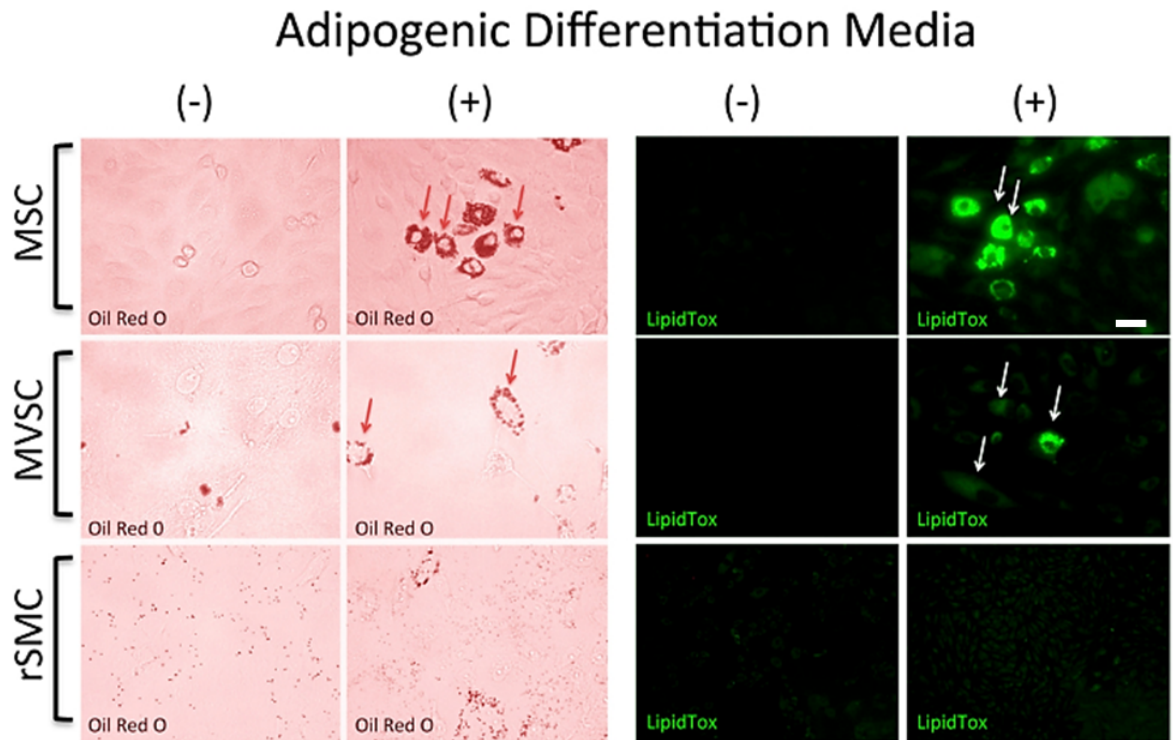 Adipogenic Differentiation Media
(-) (+) (-) (+)
MSC
Oil Red O Oil Red O LipidTox LipidTox
MVSC
Oil Red 0 Oil Red O LipidTox LipidTox
rSMC
Oil Red O Oil Red O LipidTox LipidTox